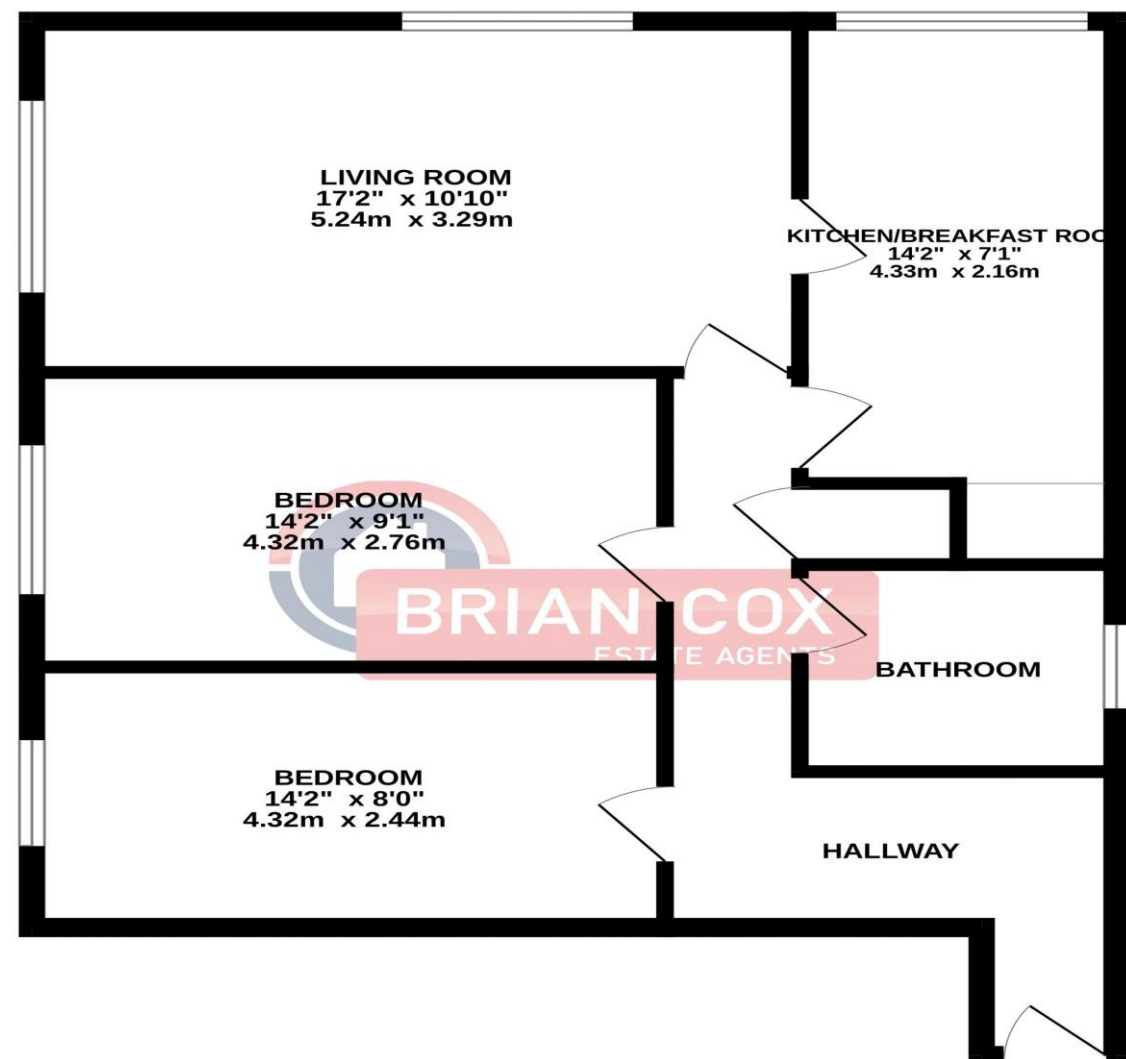 LIVING ROOM
17'2" x 10'10"
5.24m x 3.29m
KITCHEN/BREAKFAST ROO
14'2" x 7'1"
4.33m x 2.16m
BEDROOM
14'2" x 9'1"
4.32m x 2.76m
BRIAN COX
ESTATE AGENTS
BATHROOM
BEDROOM
14'2" x 8'0"
4.32m x 2.44m
HALLWAY